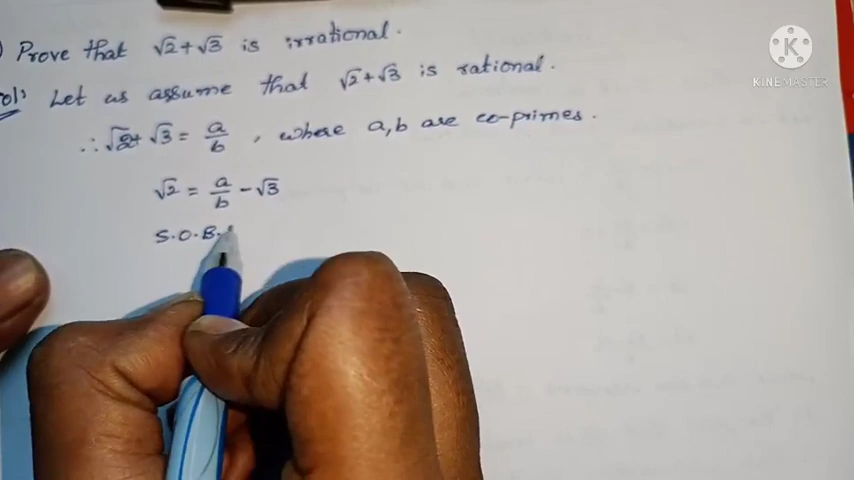 Prove that √2+√3 is irrational.
ol: Let us assume that √2+√3 is rational.
∴ √2+√3 = a/b , where a,b are co-primes.
√2 = a/b - √3
S.O.B.
K
KINEMASTER